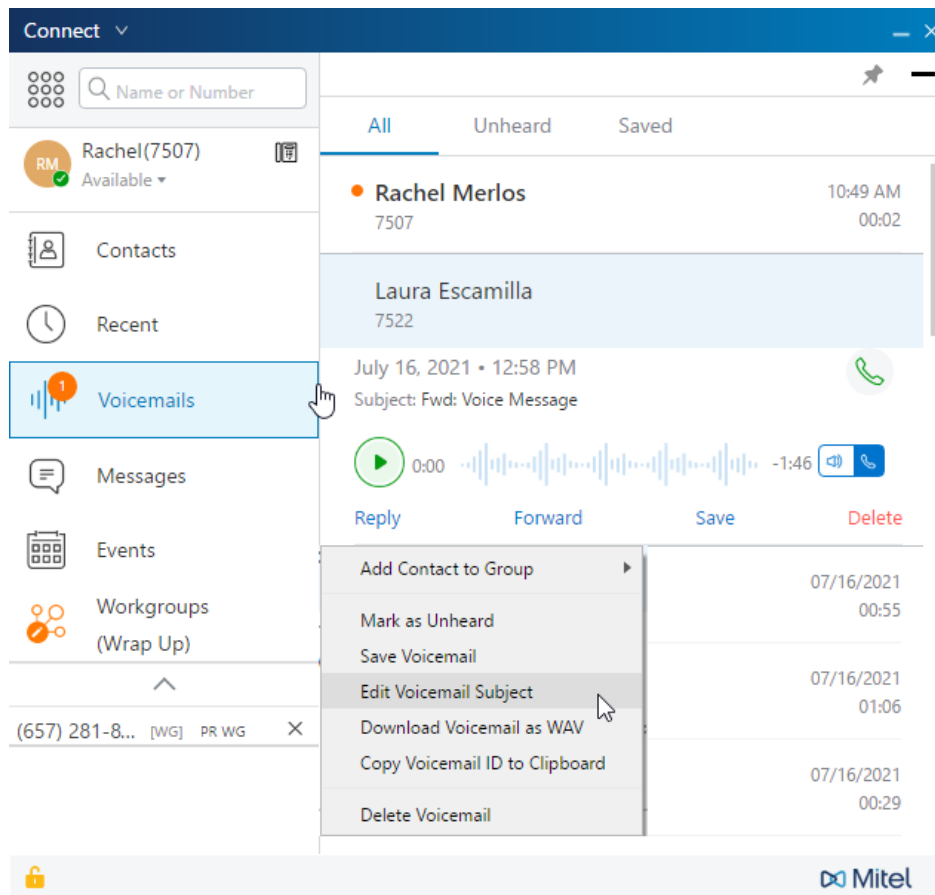 Connect
Name or Number
All Unheard Saved
RM
Rachel(7507)
Available
Rachel Merlos 10:49 AM
7507 00:02
Contacts
Laura Escamilla
7522
Recent
July 16, 2021 • 12:58 PM
1
Voicemails
Subject: Fwd: Voice Message
0:00 -1:46
Messages
Reply Forward Save Delete
Events
Add Contact to Group
07/16/2021
00:55
Workgroups
(Wrap Up)
Mark as Unheard
Save Voicemail
Edit Voicemail Subject
07/16/2021
01:06
(657) 281-8... [WG] PR WG
Download Voicemail as WAV
Copy Voicemail ID to Clipboard
07/16/2021
00:29
Delete Voicemail
Mitel